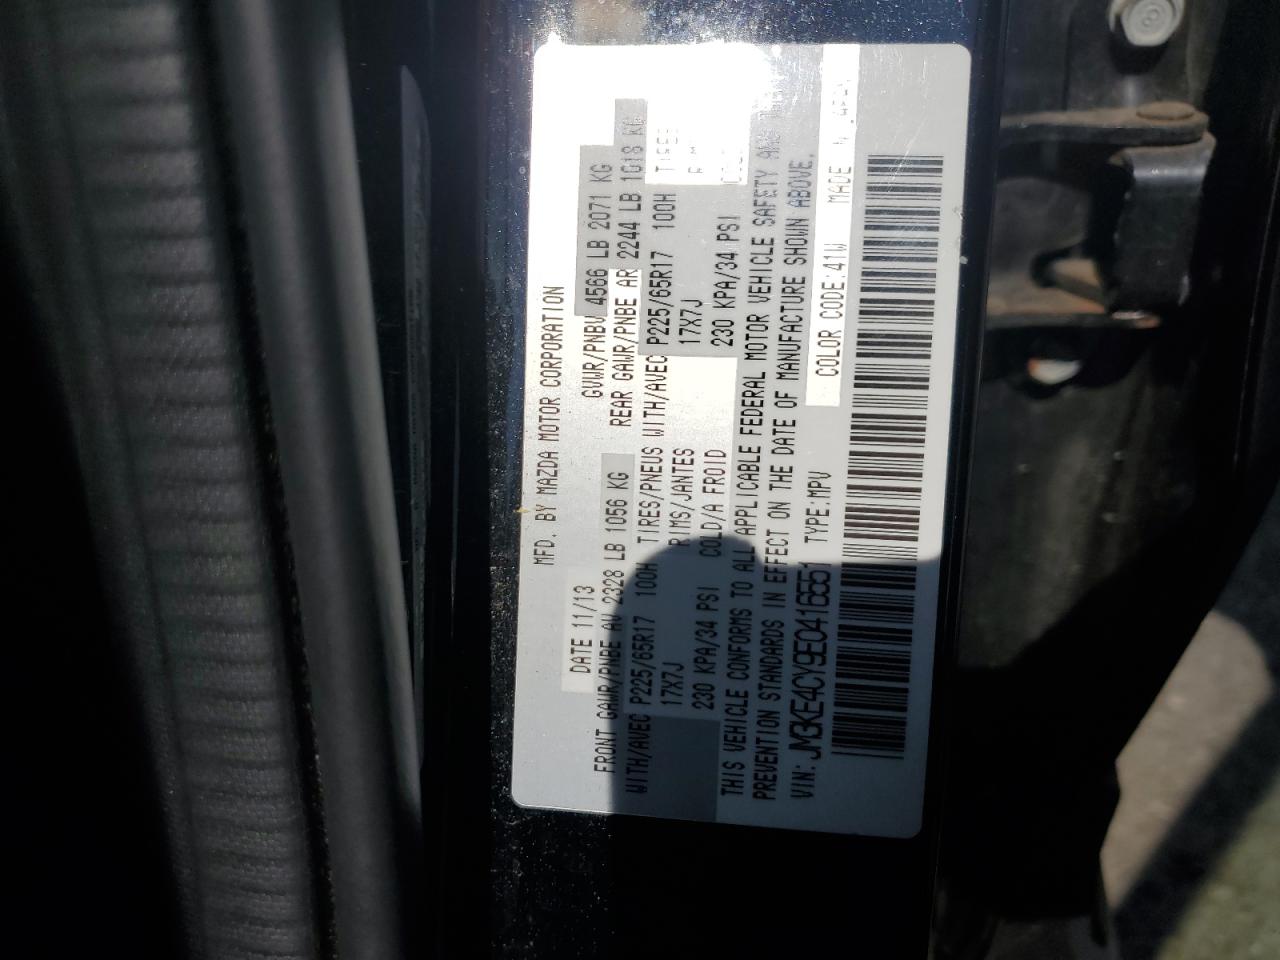 MFD. BY MAZDA MOTOR CORPORATION
DATE 11/13 GVWR/PNBV 4566 LB 2071 KG
FRONT GAWR/PNBE AV 2328 LB 1056 KG REAR GAWR/PNBE AR 2244 LB 1018 KG
WITH/AVEC P225/65R17 100H TIRES/PNEUS WITH/AVEC P225/65R17 100H TIRES
17X7J RIMS/JANTES 17X7J
230 KPA/34 PSI COLD/A FROID 230 KPA/34 PSI
THIS VEHICLE CONFORMS TO ALL APPLICABLE FEDERAL MOTOR VEHICLE SAFETY AND
PREVENTION STANDARDS IN EFFECT ON THE DATE OF MANUFACTURE SHOWN ABOVE.
VIN: JM3KE4CY9E0416551 TYPE:MPV COLOR CODE:41W MADE